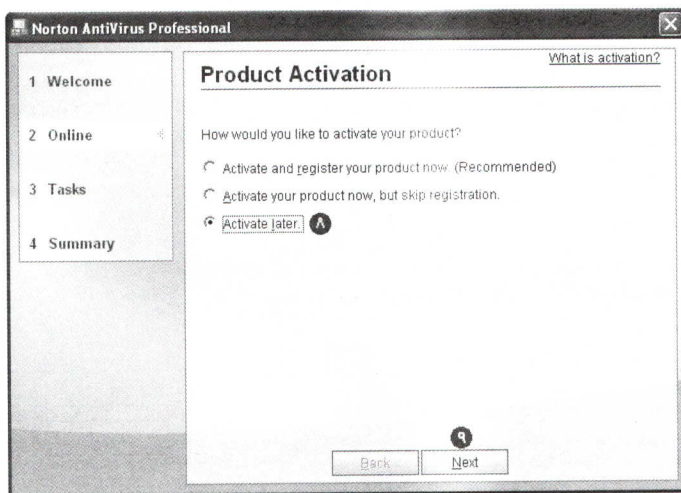 Norton AntiVirus Professional
1 Welcome
2 Online
3 Tasks
4 Summary
What is activation?
Product Activation
How would you like to activate your product?
Activate and register your product now. (Recommended)
Activate your product now, but skip registration.
Activate later. ٨
٩
Back Next